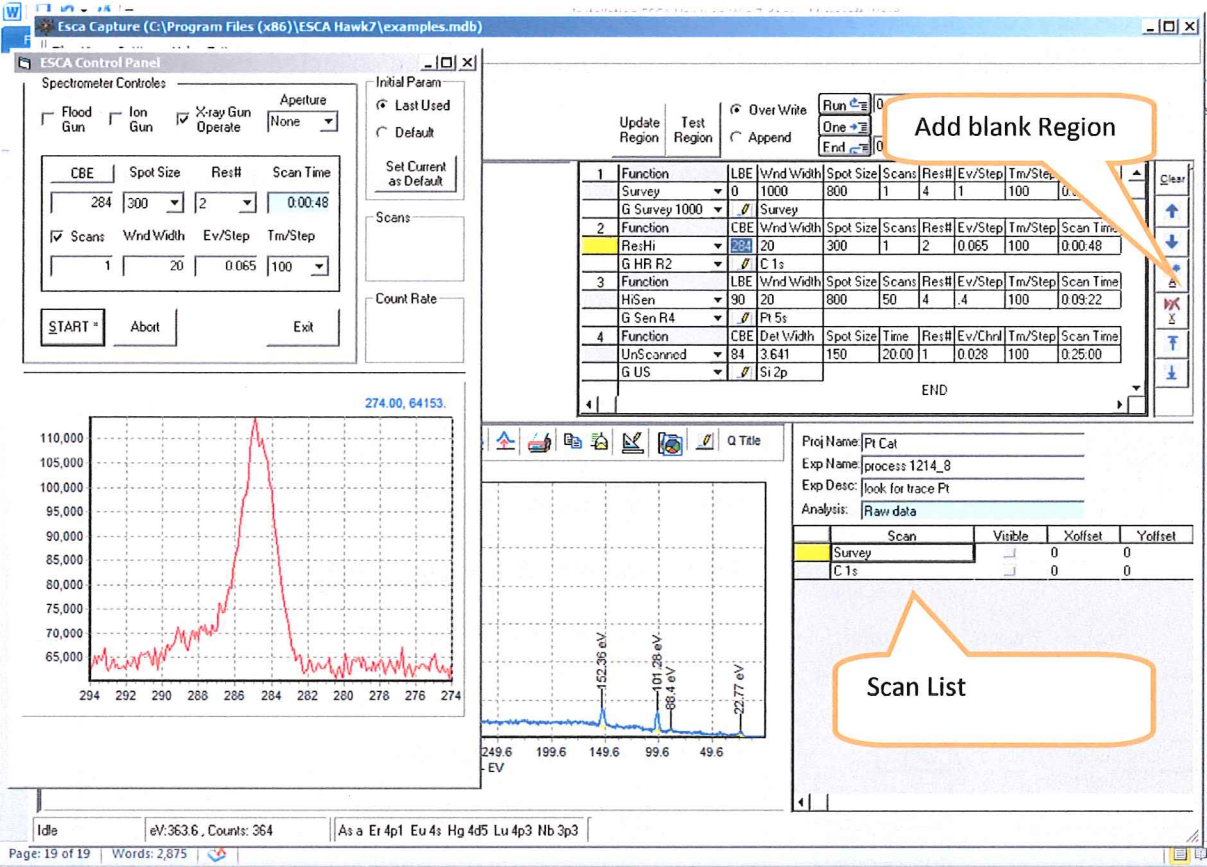 Esca Capture (C:\Program Files (x86)\ESCA Hawk7\examples.mdb)
ESCA Control Panel
Spectrometer Controles
Flood Gun
Ion Gun
X-ray Gun Operate
Aperture
None
Initial Param
Last Used
Default
Set Current as Default
CBE Spot Size Res# Scan Time
284 300 2 0:00:48
Scans Wnd Width Ev/Step Tm/Step
1 20 0.065 100
Scans
Count Rate
START * Abort Exit
274.00, 64153.
110,000
105,000
100,000
95,000
90,000
85,000
80,000
75,000
70,000
65,000
294 292 290 288 286 284 282 280 278 276 274
Update Region
Test Region
Over Write
Append
Run
One
End
Add blank Region
1 Function LBE Wnd Width Spot Size Scans Res# Ev/Step Tm/Step
Survey 0 1000 800 1 4 1 100
G Survey 1000 Survey
2 Function CBE Wnd Width Spot Size Scans Res# Ev/Step Tm/Step Scan Time
ResHi 284 20 300 1 2 0.065 100 0:00:48
G HR R2 C 1s
3 Function LBE Wnd Width Spot Size Scans Res# Ev/Step Tm/Step Scan Time
HiSen 90 20 800 50 4 .4 100 0:09:22
G Sen R4 Pt 5s
4 Function CBE Det Width Spot Size Time Res# Ev/Chnl Tm/Step Scan Time
UnScanned 84 3.641 150 20:00 1 0.028 100 0:25:00
G US Si 2p
END
Clear
A
X
Q Title
152.36 eV
101.28 eV
88.4 eV
22.77 eV
249.6 199.6 149.6 99.6 49.6
- EV
Proj Name: Pt Cat
Exp Name: process 1214_8
Exp Desc: look for trace Pt
Analysis: Raw data
Scan Visible Xoffset Yoffset
Survey 0 0
C 1s 0 0
Scan List
Idle eV:363.6 , Counts: 364 As a Er 4p1 Eu 4s Hg 4d5 Lu 4p3 Nb 3p3
Page: 19 of 19 Words: 2,875